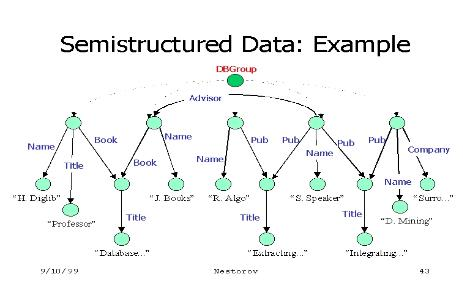 Semistructured Data: Example
DBGroup
Advisor
Name
Book
Name
Pub
Pub
Pub
Pub
Company
Title
Book
Name
Name
Name
"H. Diglib"
"J. Books"
"R. Algo"
"S. Speaker"
"Surro..."
"Professor"
Title
Title
Title
"D. Mining"
"Database..."
"Extracting..."
"Integrating..."
9/10/99
Nestorov
43